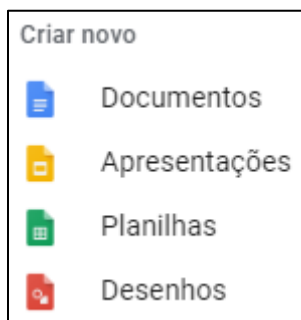 Criar novo
Documentos
Apresentações
Planilhas
Desenhos